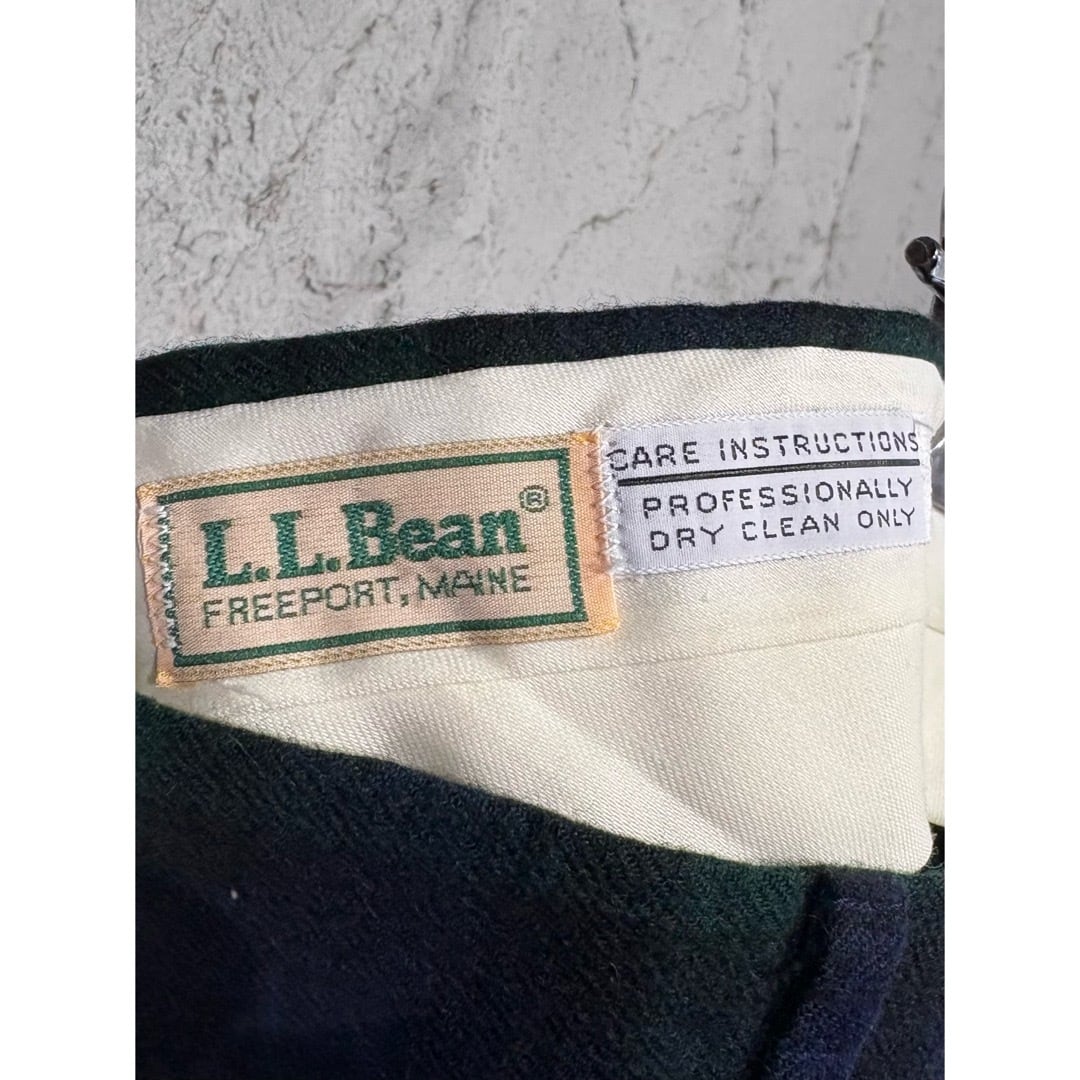 L.L.Bean®
FREEPORT, MAINE
CARE INSTRUCTIONS
PROFESSIONALLY
DRY CLEAN ONLY